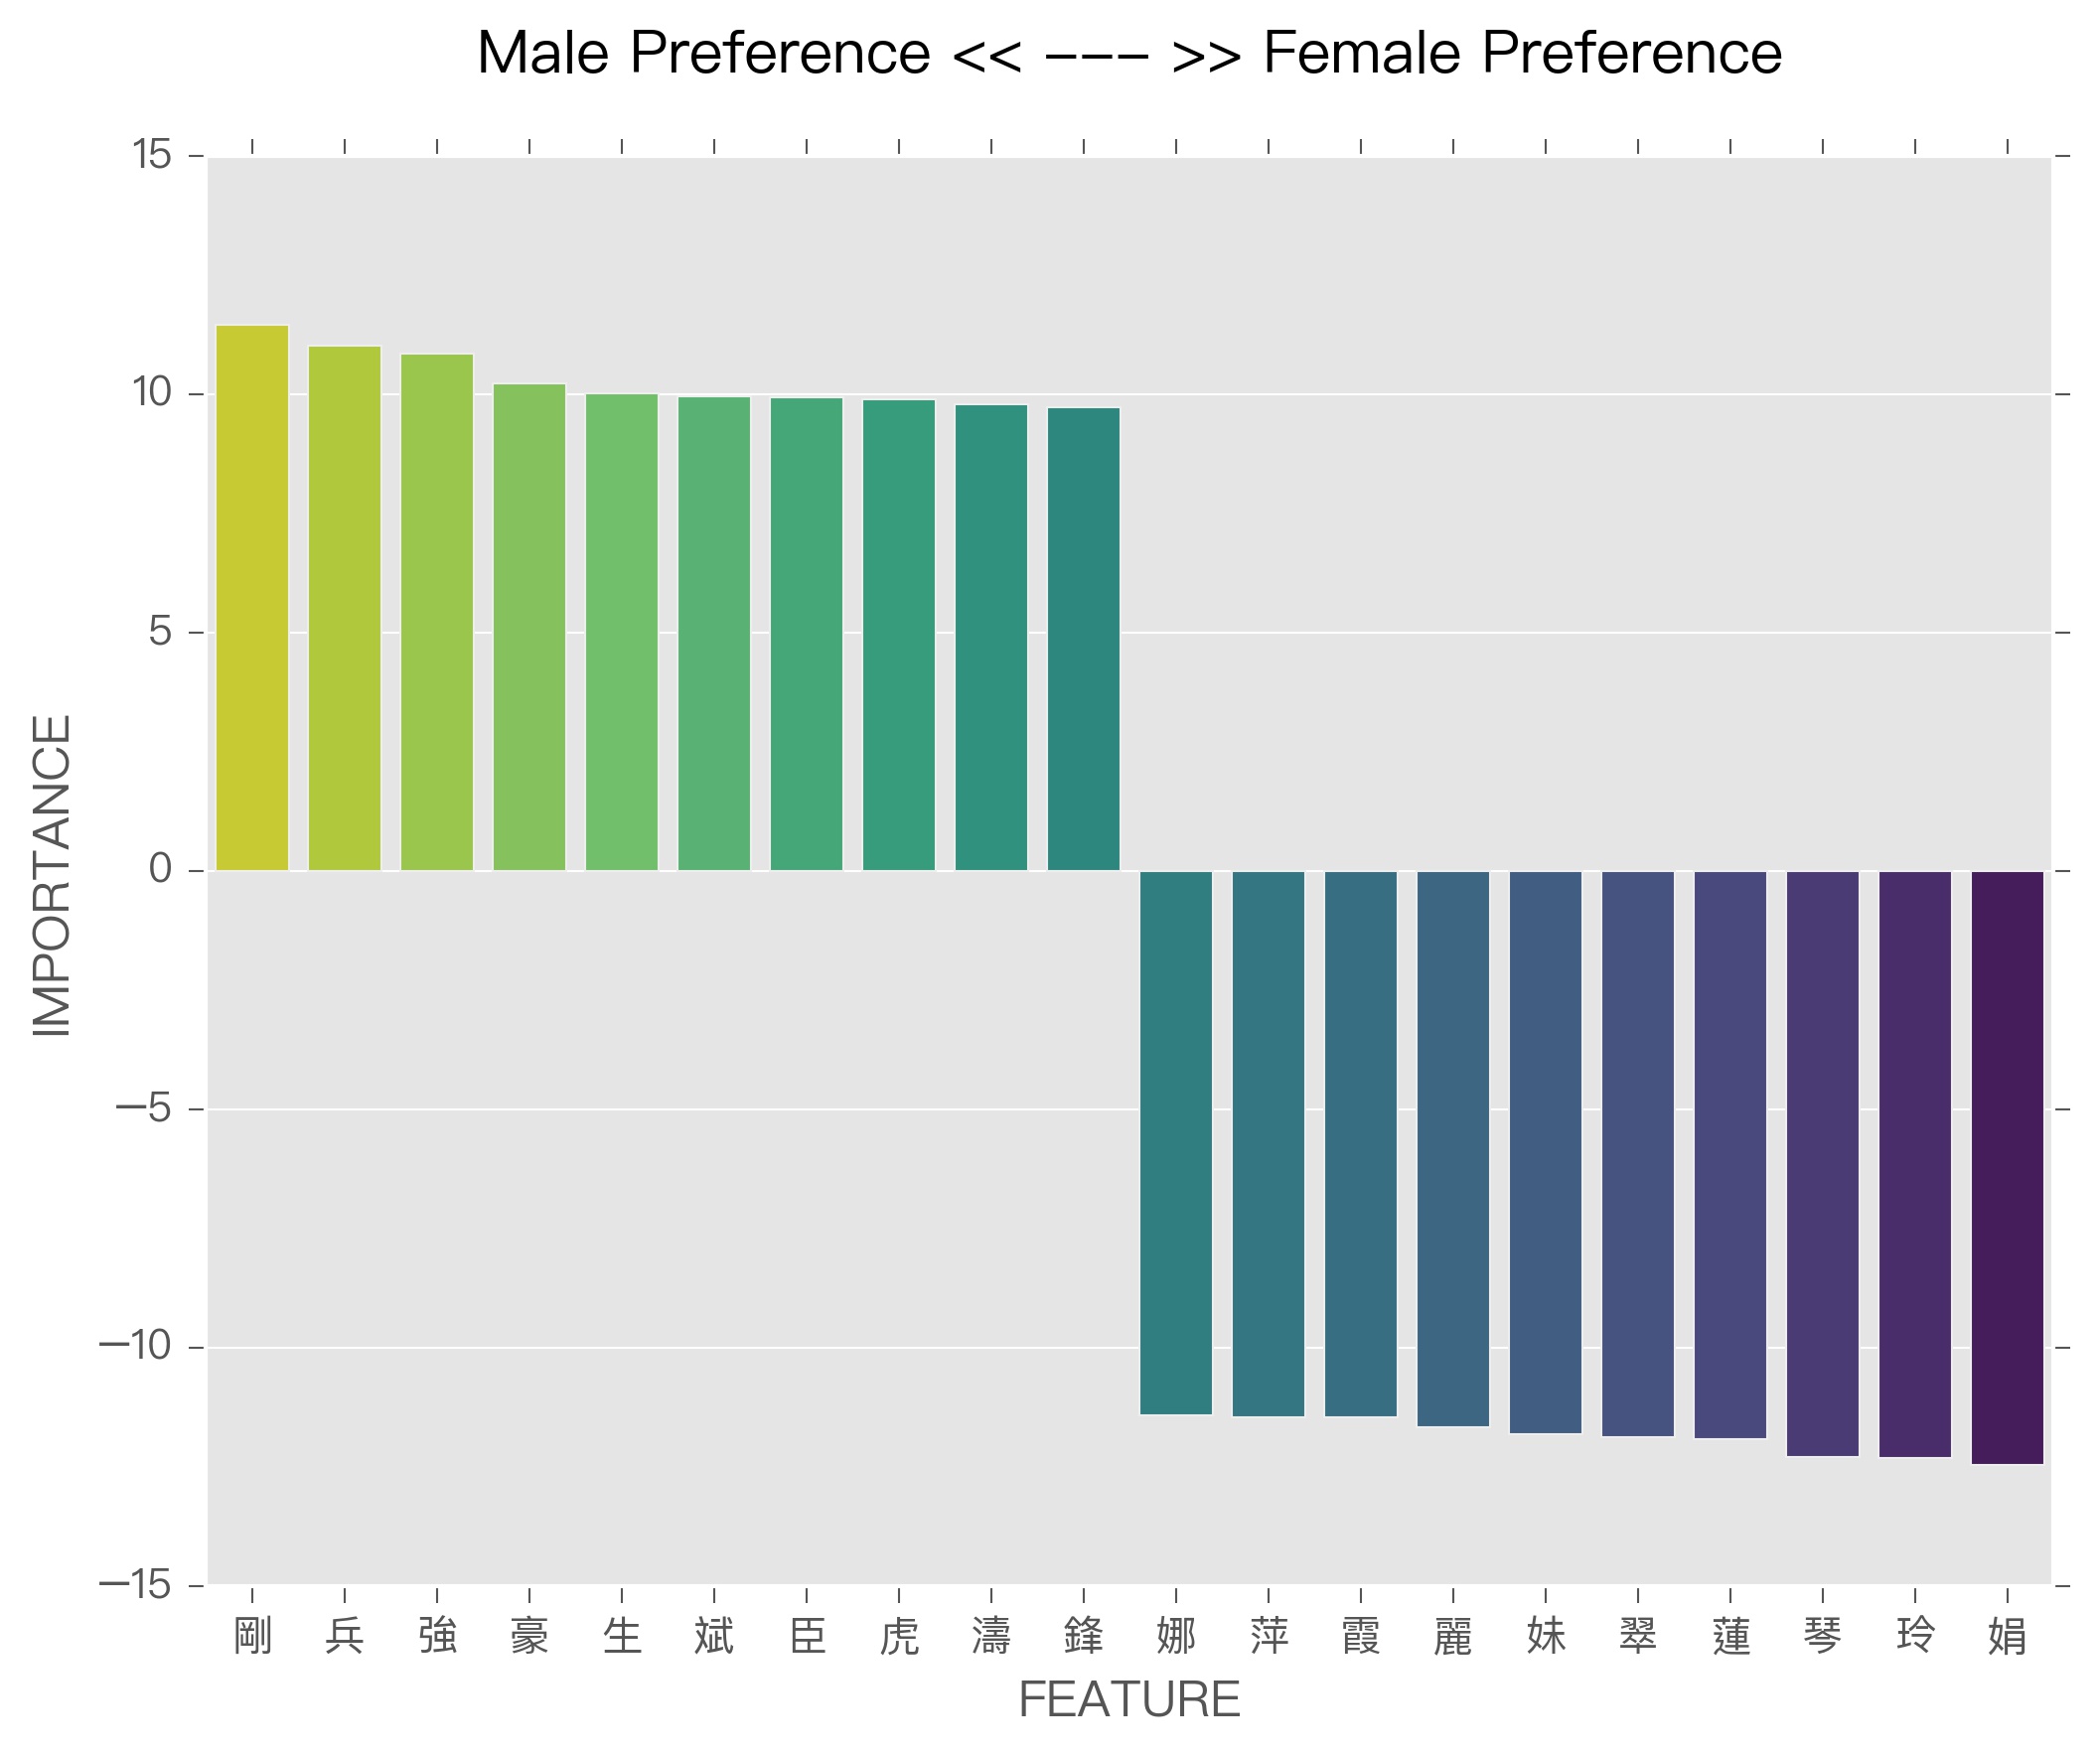 Male Preference << --- >> Female Preference
15
10
5
0
−5
−10
−15
IMPORTANCE
剛 兵 強 豪 生 斌 臣 虎 濤 鋒 娜 萍 霞 麗 妹 翠 蓮 琴 玲 娟
FEATURE